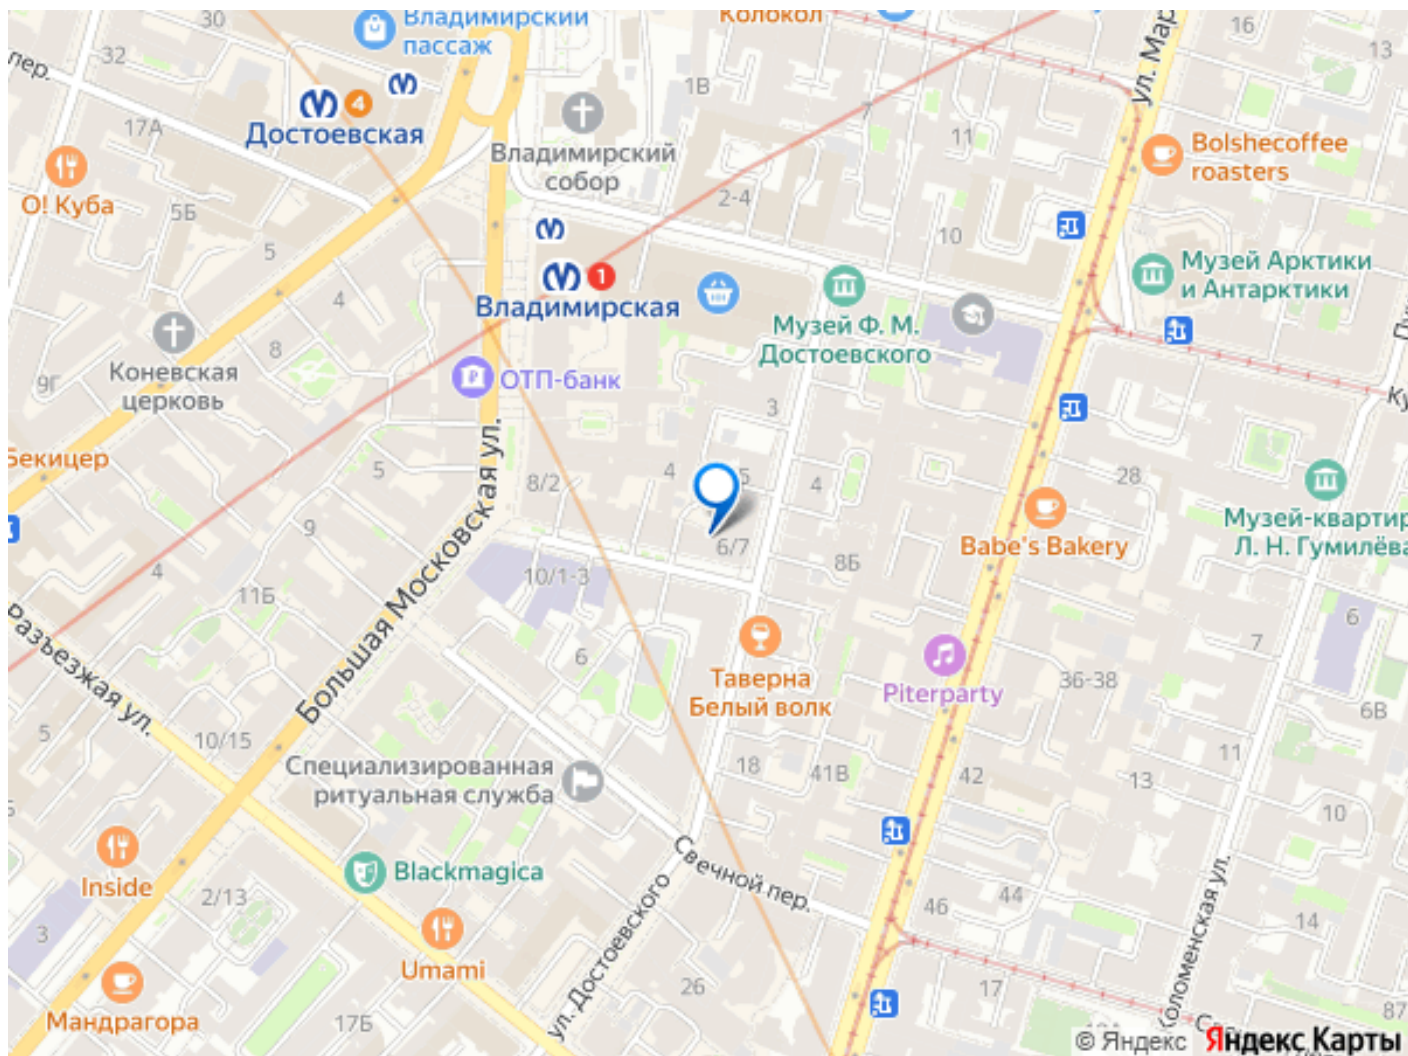 Владимирский
пассаж
Колокол
16
13
30
32
пер.
1В
ул. Мар
7
11
17А
4
Достоевская
Владимирский
собор
Bolshecoffee
roasters
О! Куба
5Б
2-4
5
10
Музей Арктики
и Антарктики
1
Владимирская
4
8
Музей Ф. М.
Достоевского
Коневская
церковь
9Г
ОТП-банк
3
Ку
Бекицер
5
8/2
4
5
4
28
Музей-квартир
Л. Н. Гумилёва
9
6/7
Babe's Bakery
8Б
4
11Б
10/1-3
Большая Московская ул.
Разъезжая ул.
6
6
7
Таверна
Белый волк
Piterparty
36-38
6В
5
10/15
Специализированная
ритуальная служба
18
41В
42
13
11
10
Inside
Blackmagica
Свечной пер.
2/13
46
44
14
3
Umami
ул. Достоевского
26
17
Коломенская ул.
87
Мандрагора
17Б
© Яндекс Яндекс Карты